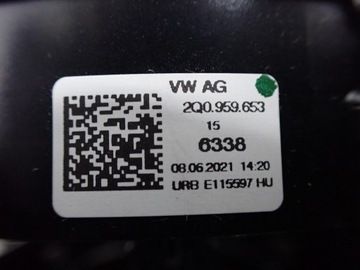 VW AG
2Q0.959.653
15
6338
08.06.2021 14:20
URB E115597 HU